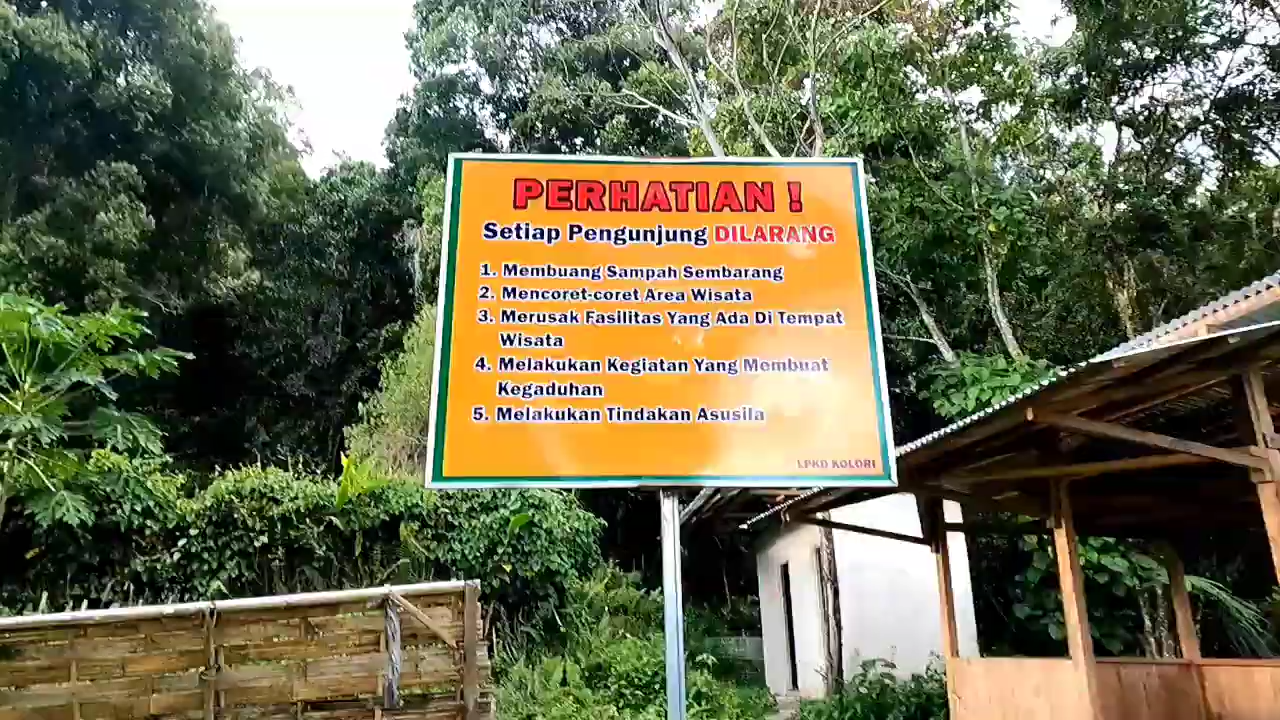 PERHATIAN !
Setiap Pengunjung DILARANG
1. Membuang Sampah Sembarang
2. Mencoret-coret Area Wisata
3. Merusak Fasilitas Yang Ada Di Tempat
Wisata
4. Melakukan Kegiatan Yang Membuat
Kegaduhan
5. Melakukan Tindakan Asusila
LPKD KOLORI